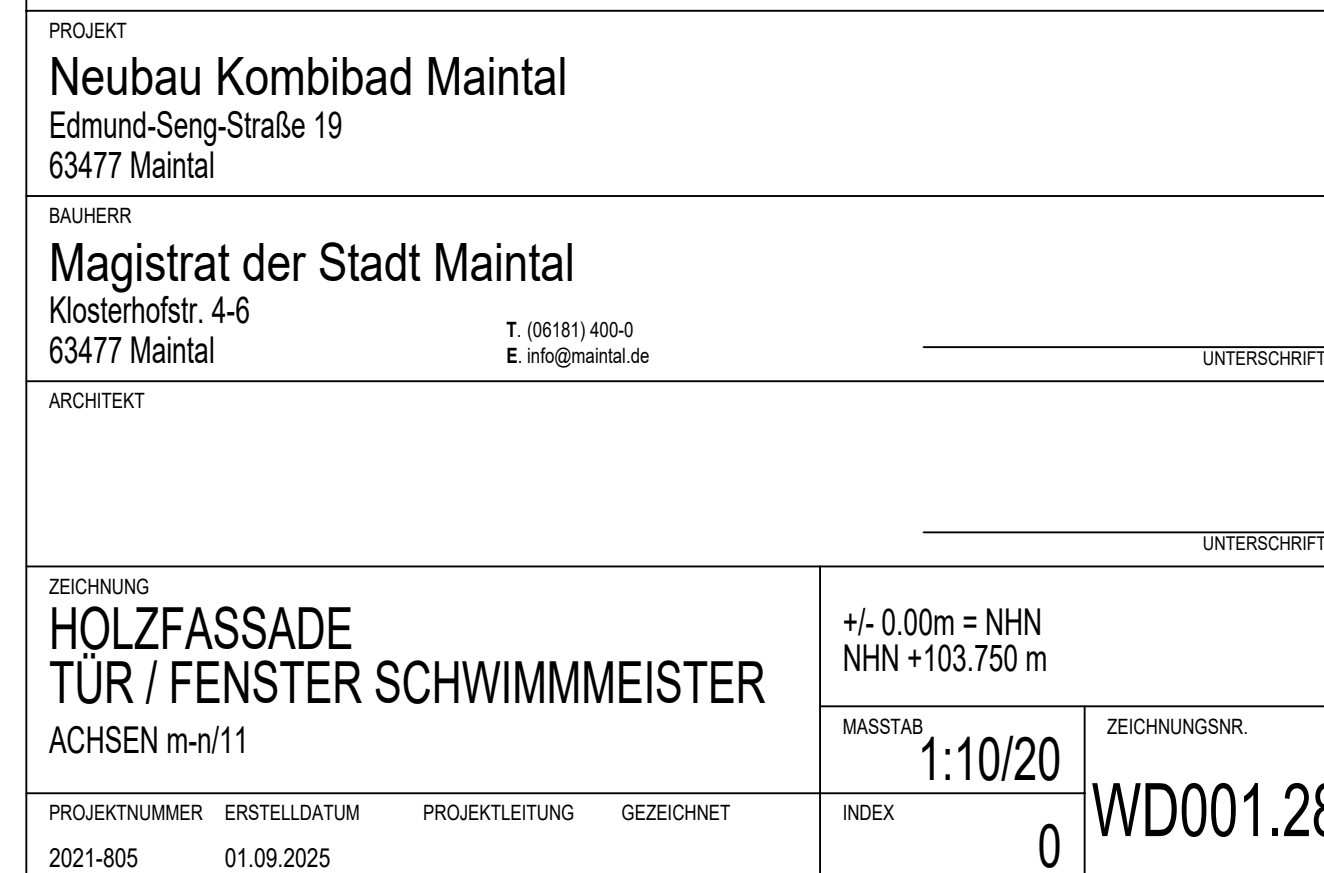 PROJEKT
Neubau Kombibad Maintal
Edmund-Seng-Straße 19
63477 Maintal
BAUHERR
Magistrat der Stadt Maintal
Klosterhofstr. 4-6
63477 Maintal
T. (06181) 400-0
E. info@maintal.de
UNTERSCHRIFT
ARCHITEKT
UNTERSCHRIFT
ZEICHNUNG
HOLZFASSADE
TÜR / FENSTER SCHWIMMMEISTER
ACHSEN m-n/11
+/- 0.00m = NHN
NHN +103.750 m
MASSTAB
1:10/20
ZEICHNUNGSNR.
WD001.28
PROJEKTNUMMER ERSTELLDATUM PROJEKTLEITUNG GEZEICHNET
2021-805 01.09.2025
INDEX
0